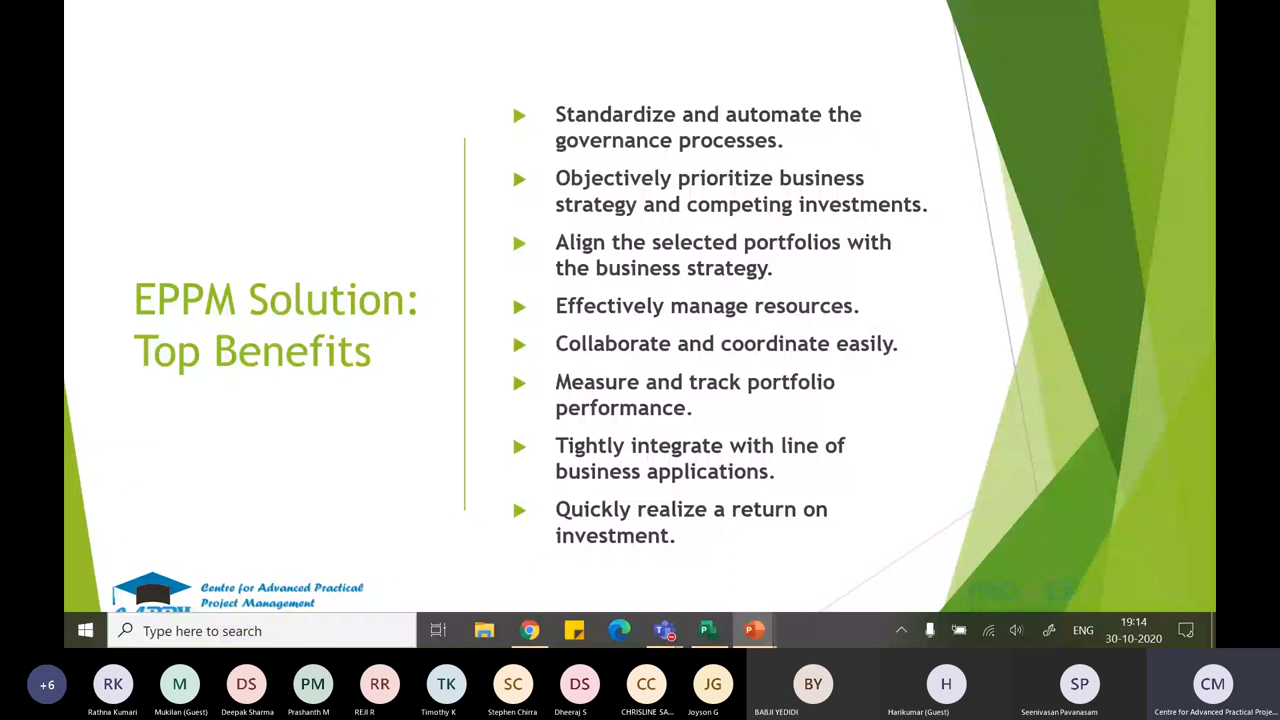 Standardize and automate the
governance processes.
Objectively prioritize business
strategy and competing investments.
Align the selected portfolios with
the business strategy.
EPPM Solution:
Top Benefits
Effectively manage resources.
Collaborate and coordinate easily.
Measure and track portfolio
performance.
Tightly integrate with line of
business applications.
Quickly realize a return on
investment.
Centre for Advanced Practical
Project Management
Type here to search
ENG
19:14
30-10-2020
+6
RK
M
DS
PM
RR
TK
SC
DS
CC
JG
BY
H
SP
CM
Rathna Kumari
Mukilan (Guest)
Deepak Sharma
Prashanth M
REJI R
Timothy K
Stephen Chirra
Dheeraj S
CHRISLINE SA...
Joyson G
BABJI YEDIDI
Harikumar (Guest)
Seenivasan Pavanasam
Centre for Advanced Practical Proje...